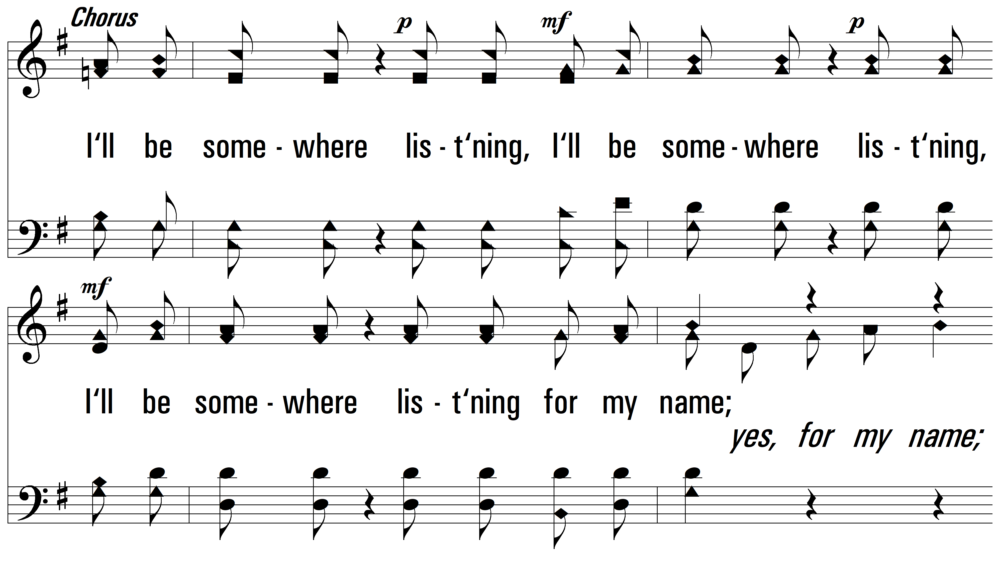 Chorus
p mf p
I‘ll be some - where lis - t‘ning, I‘ll be some - where lis - t‘ning,
mf
I‘ll be some - where lis - t‘ning for my name;
yes, for my name;